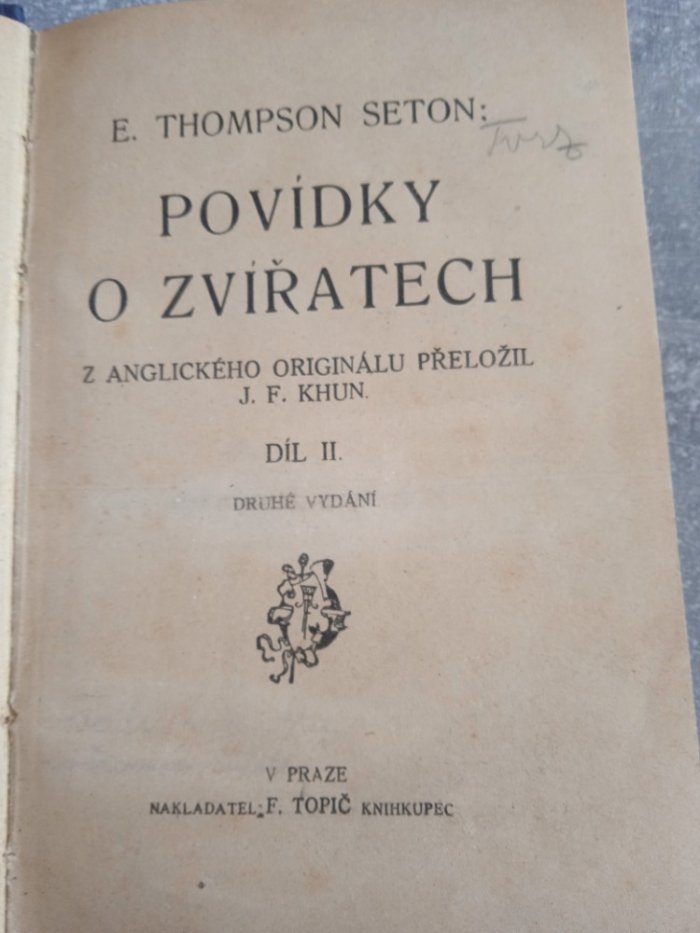 E. THOMPSON SETON:
POVÍDKY
O ZVÍŘATECH
Z ANGLICKÉHO ORIGINÁLU PŘELOŽIL
J. F. KHUN.
DÍL II.
DRUHÉ VYDÁNÍ
V PRAZE
NAKLADATEL: F. TOPIČ KNIHKUPEC